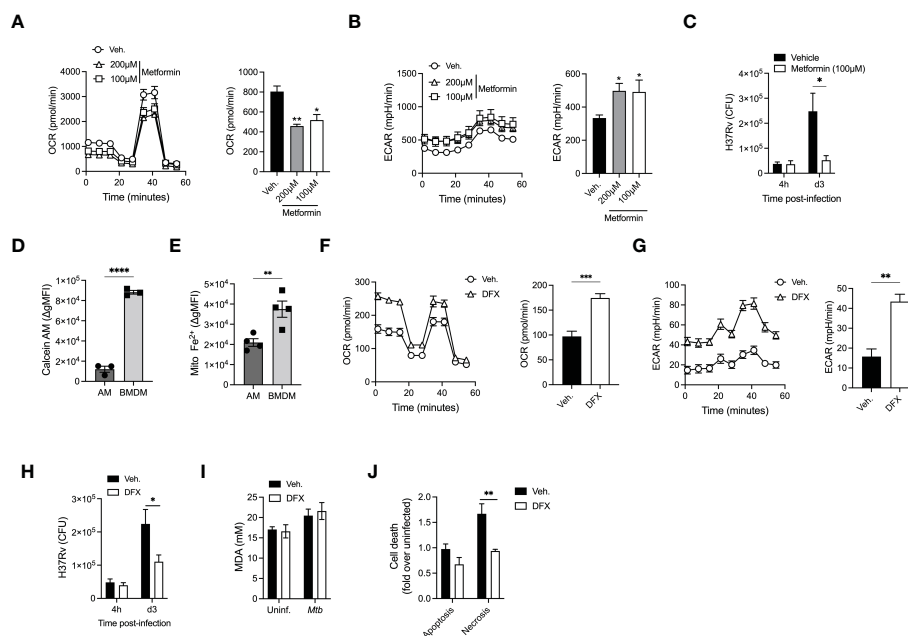 A
Veh.
200μM
100μM
Metformin
4000
3000
2000
1000
0
OCR (pmol/min)
0 20 40 60
Time (minutes)
1000
800
600
400
200
0
OCR (pmol/min)
**
*
Veh.
200μM
100μM
Metformin
B
Veh.
200μM
100μM
Metformin
1500
1000
500
0
ECAR (mpH/min)
0 20 40 60
Time (minutes)
800
600
400
200
0
ECAR (mpH/min)
* *
Veh.
200μM
100μM
Metformin
C
Vehicle
Metformin (100μM)
4×10⁵
3×10⁵
2×10⁵
1×10⁵
0
H37Rv (CFU)
*
4h d3
Time post-infection
D
1×10⁵
8×10⁴
6×10⁴
4×10⁴
2×10⁴
0
Calcein AM (ΔgMFI)
****
AM BMDM
E
5×10⁴
4×10⁴
3×10⁴
2×10⁴
1×10⁴
0
Mito Fe²⁺ (ΔgMFI)
**
AM BMDM
F
Veh.
DFX
300
200
100
0
OCR (pmol/min)
0 20 40 60
Time (minutes)
200
150
100
50
0
OCR (pmol/min)
***
Veh.
DFX
G
Veh.
DFX
100
80
60
40
20
0
ECAR (mpH/min)
0 20 40 60
Time (minutes)
50
40
30
20
10
0
ECAR (mpH/min)
**
Veh.
DFX
H
Veh.
DFX
3×10⁵
2×10⁵
1×10⁵
0
H37Rv (CFU)
*
4h d3
Time post-infection
I
Veh.
DFX
25
20
15
10
5
0
MDA (mM)
Uninf. Mtb
J
Veh.
DFX
2.0
1.5
1.0
0.5
0.0
Cell death
(fold over uninfected)
**
Apoptosis
Necrosis